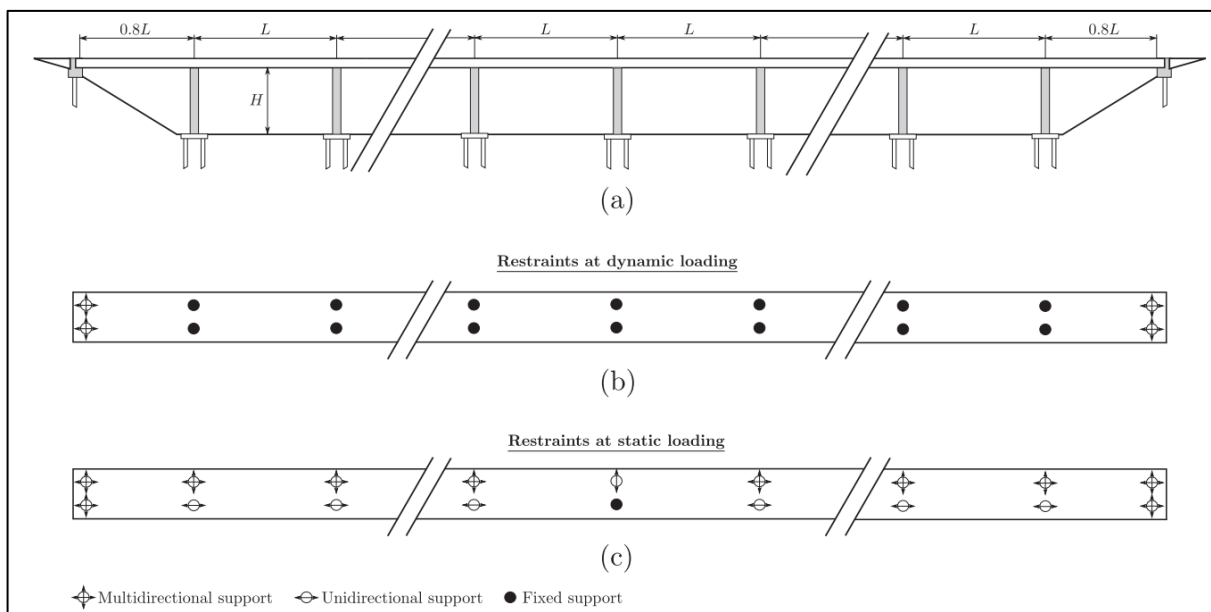 0.8L L L L L 0.8L
H
(a)
Restraints at dynamic loading
(b)
Restraints at static loading
(c)
Multidirectional support Unidirectional support Fixed support